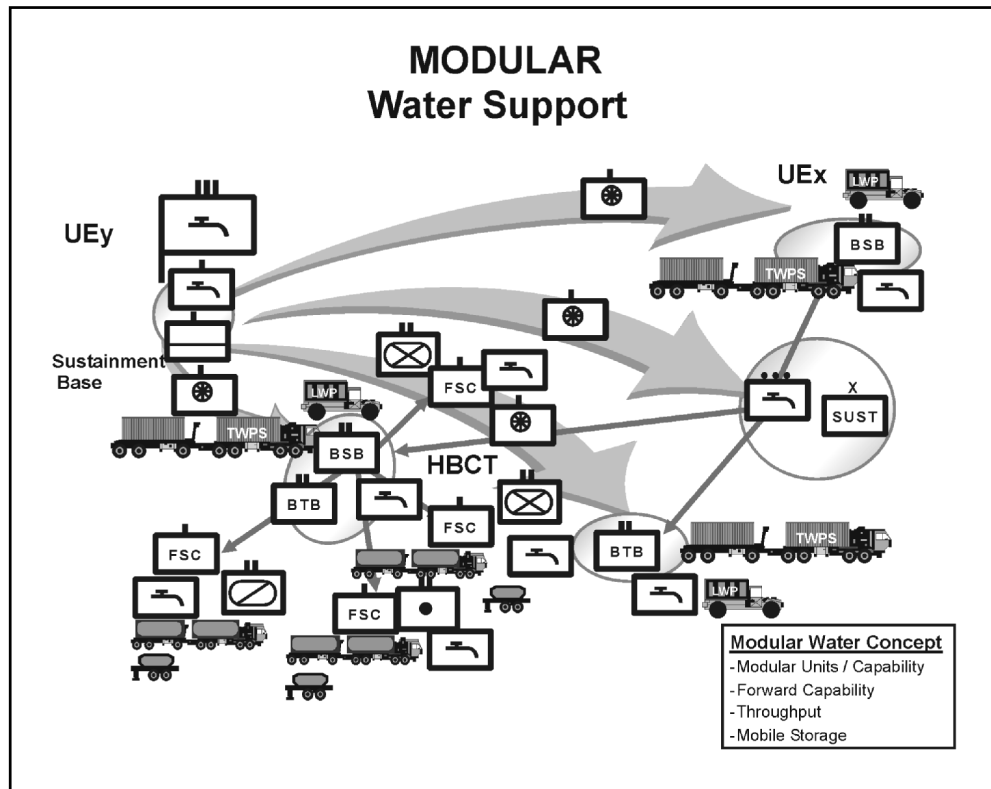 MODULAR
Water Support
UEx
LWP
UEy
BSB
TWPS
Sustainment
Base
FSC
X
SUST
LWP
TWPS
BSB
HBCT
BTB
FSC
FSC
BTB
TWPS
LWP
FSC
Modular Water Concept
-Modular Units / Capability
-Forward Capability
-Throughput
-Mobile Storage